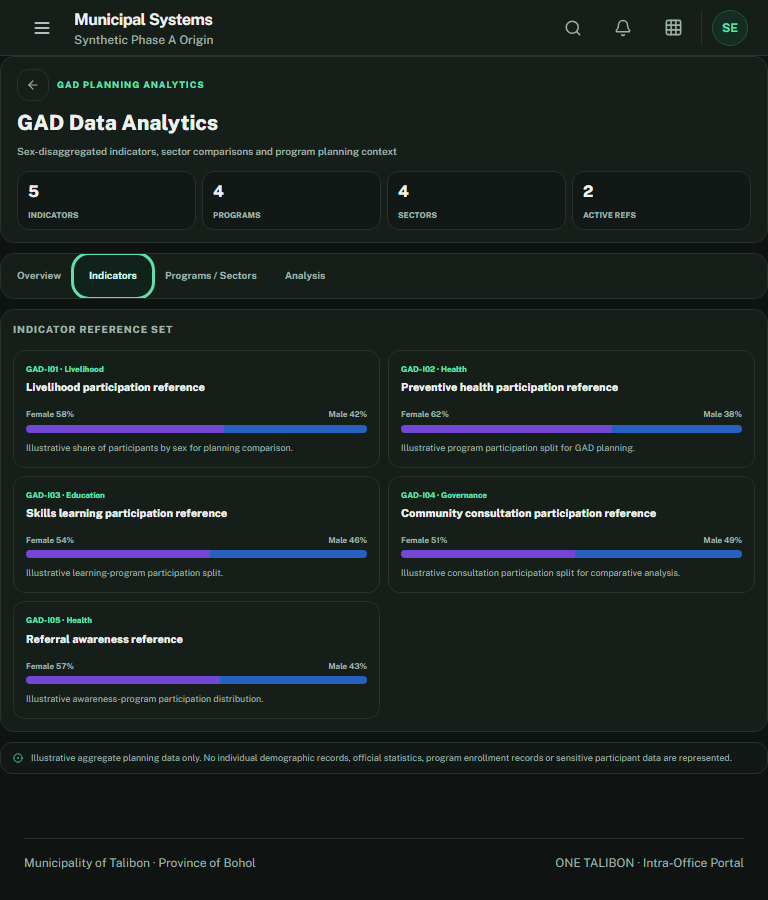 Municipal Systems
Synthetic Phase A Origin
SE
GAD PLANNING ANALYTICS
GAD Data Analytics
Sex-disaggregated indicators, sector comparisons and program planning context
5
INDICATORS
4
PROGRAMS
4
SECTORS
2
ACTIVE REFS
Overview
Indicators
Programs / Sectors
Analysis
INDICATOR REFERENCE SET
GAD-I01 · Livelihood
Livelihood participation reference
Female 58% Male 42%
Illustrative share of participants by sex for planning comparison.
GAD-I02 · Health
Preventive health participation reference
Female 62% Male 38%
Illustrative program participation split for GAD planning.
GAD-I03 · Education
Skills learning participation reference
Female 54% Male 46%
Illustrative learning-program participation split.
GAD-I04 · Governance
Community consultation participation reference
Female 51% Male 49%
Illustrative consultation participation split for comparative analysis.
GAD-I05 · Health
Referral awareness reference
Female 57% Male 43%
Illustrative awareness-program participation distribution.
Illustrative aggregate planning data only. No individual demographic records, official statistics, program enrollment records or sensitive participant data are represented.
Municipality of Talibon · Province of Bohol
ONE TALIBON · Intra-Office Portal